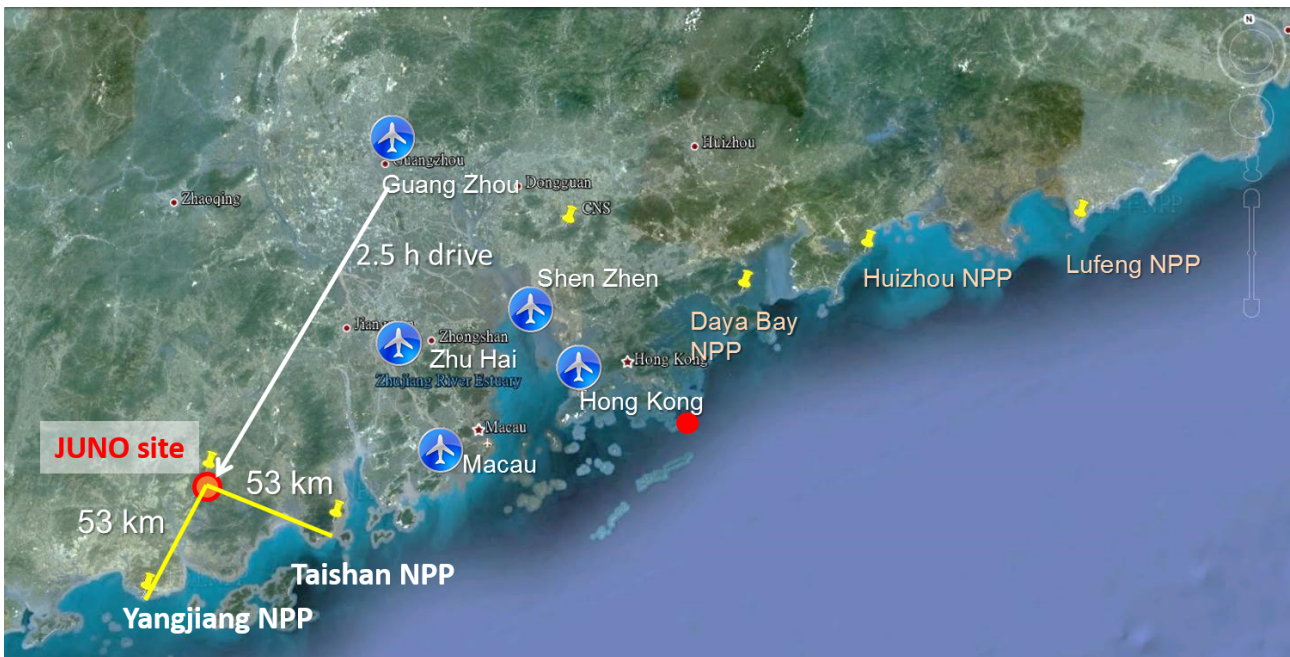 N
Guangzhou
Guang Zhou
Huizhou
Dongguan
Zhaoqing
CNS
2.5 h drive
Shen Zhen
Huizhou NPP
Lufeng NPP
Daya Bay
NPP
Zhongshan
Zhu Hai
Zhujiang River Estuary
Hong Kong
Hong Kong
JUNO site
Macau
Macau
53 km
53 km
Taishan NPP
Yangjiang NPP